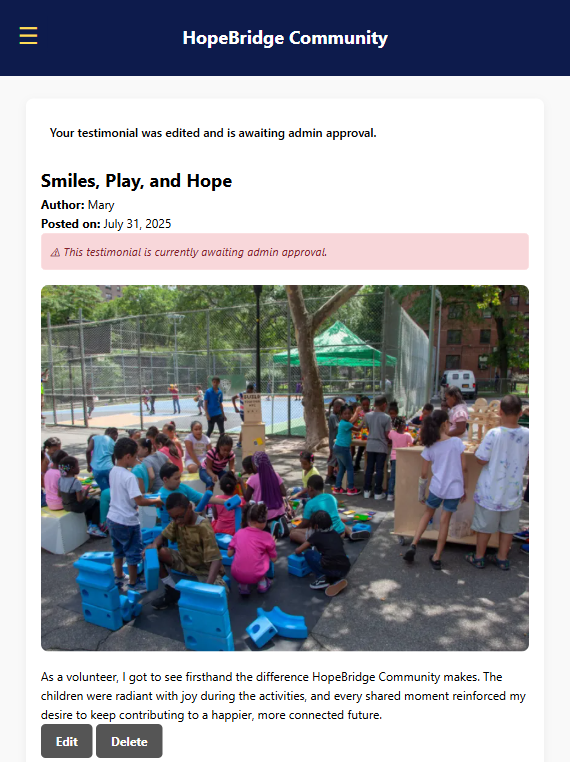 HopeBridge Community
Your testimonial was edited and is awaiting admin approval.
Smiles, Play, and Hope
Author: Mary
Posted on: July 31, 2025
⚠ This testimonial is currently awaiting admin approval.
As a volunteer, I got to see firsthand the difference HopeBridge Community makes. The
children were radiant with joy during the activities, and every shared moment reinforced my
desire to keep contributing to a happier, more connected future.
Edit Delete